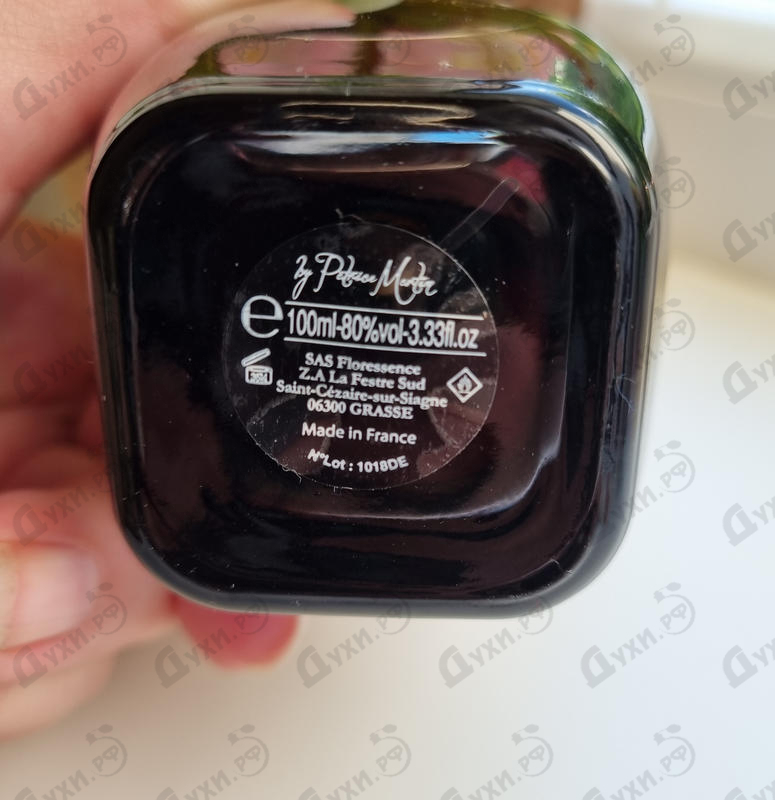 by Patrice Martin
e 100ml-80%vol-3.33fl.oz
SAS Floressence
Z.A La Festre Sud
Saint-Cézaire-sur-Siagne
06300 GRASSE
Made in France
N°Lot : 1018DE
Духи.рф